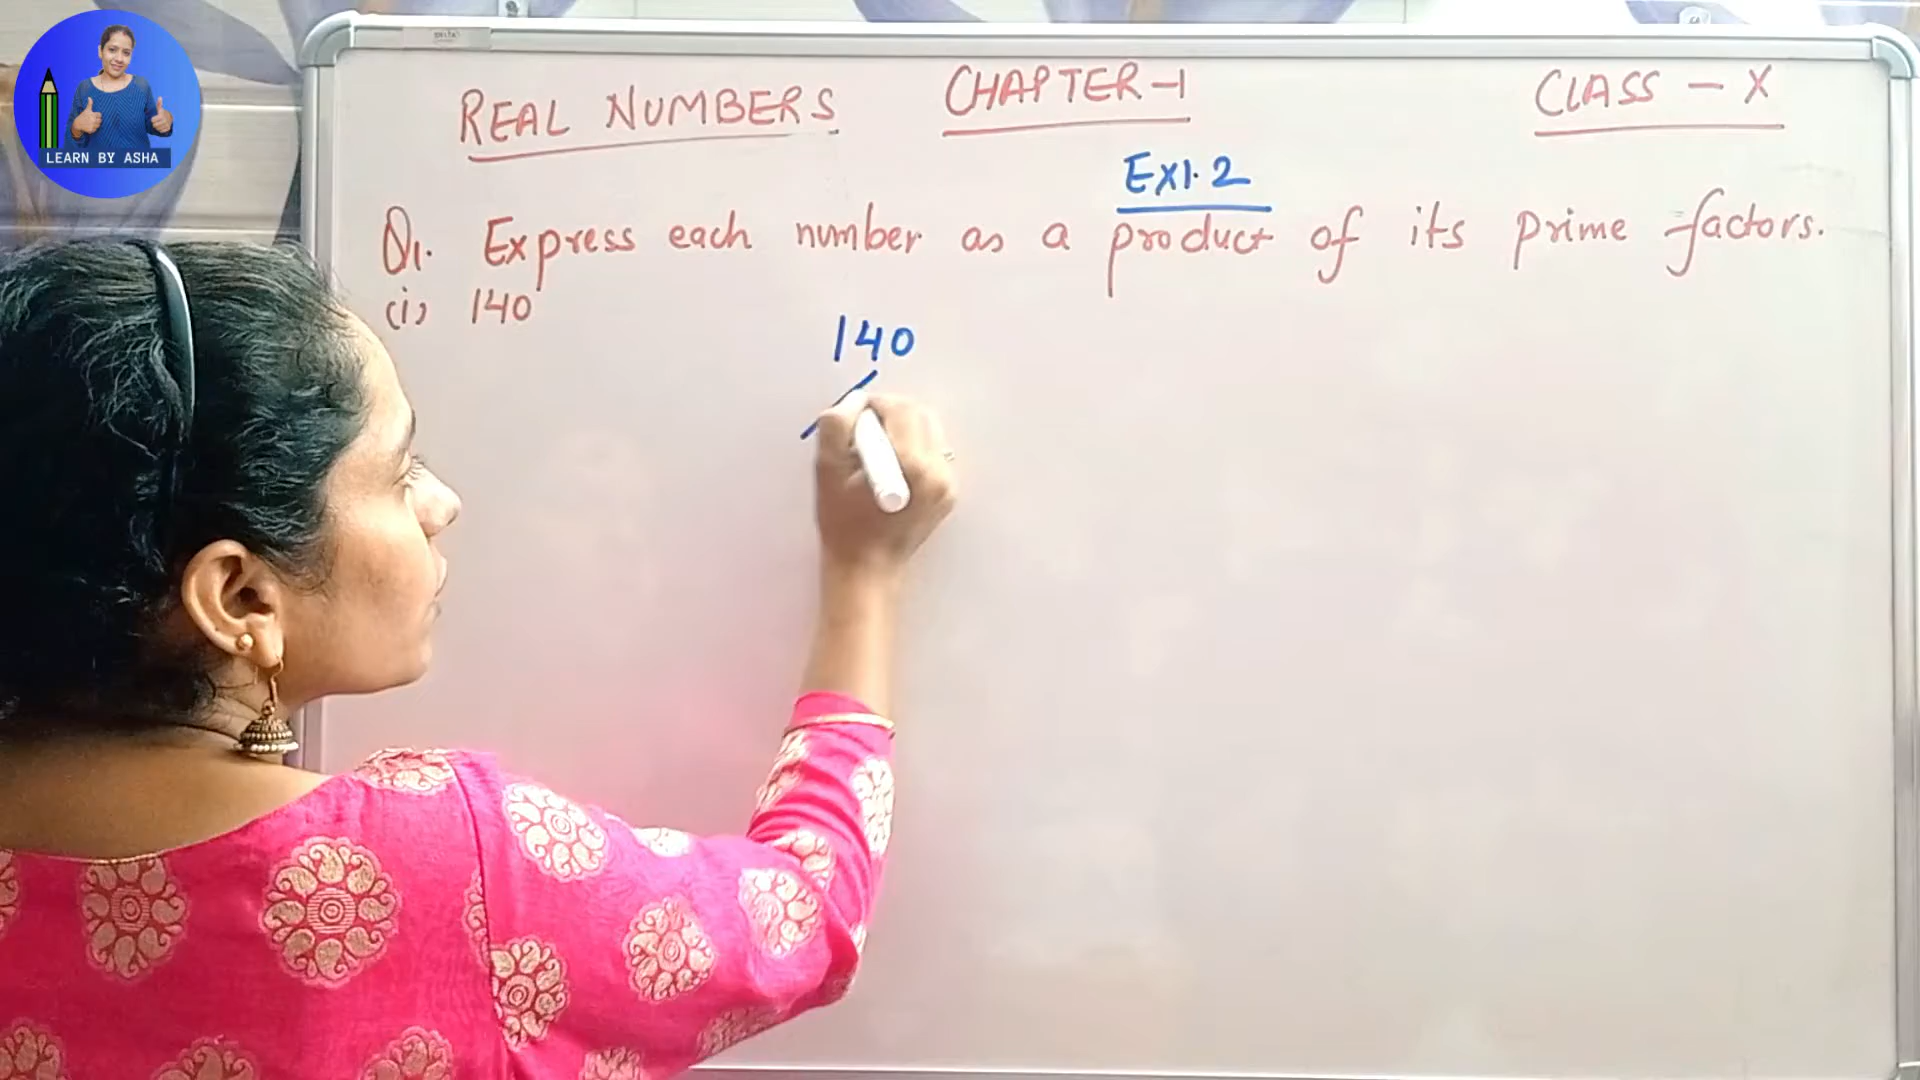 LEARN BY ASHA
REAL NUMBERS CHAPTER-1 CLASS - X
EX1.2
Q1. Express each number as a product of its prime factors.
(i) 140
140